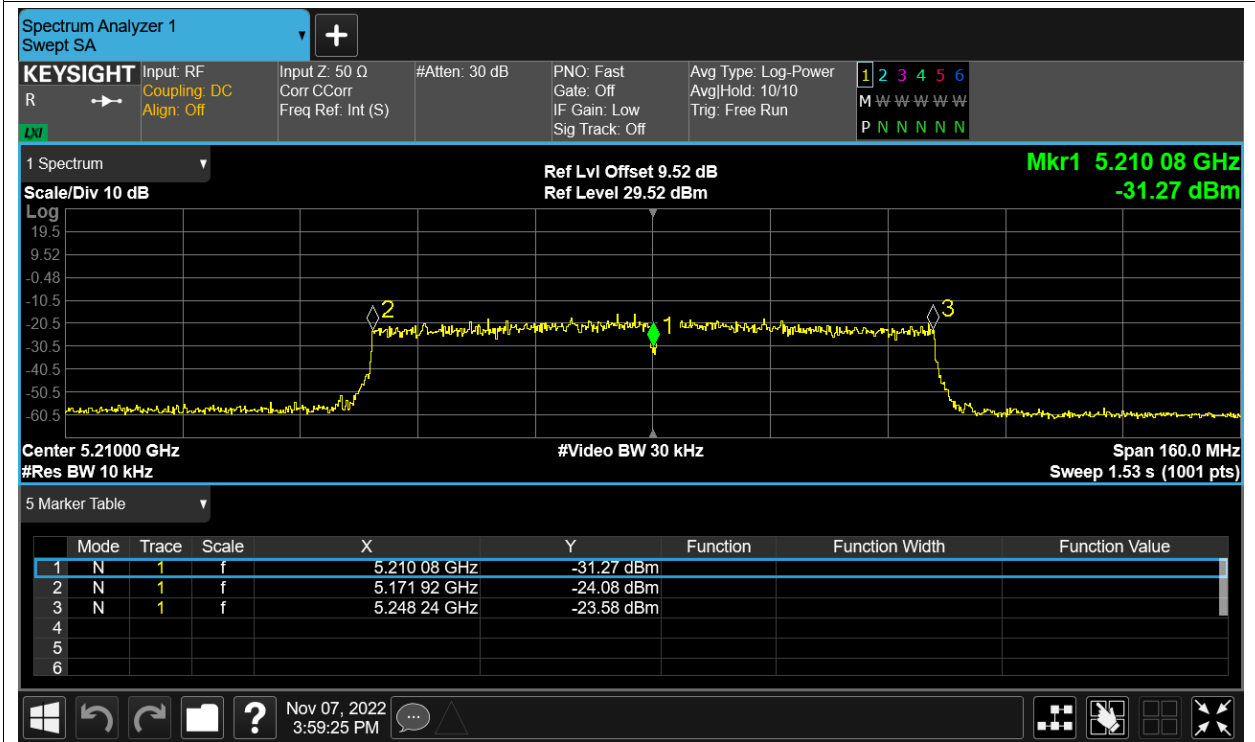 Spectrum Analyzer 1
Swept SA
+
KEYSIGHT
R
LXI
Input: RF
Coupling: DC
Align: Off
Input Z: 50 Ω
Corr CCorr
Freq Ref: Int (S)
#Atten: 30 dB
PNO: Fast
Gate: Off
IF Gain: Low
Sig Track: Off
Avg Type: Log-Power
Avg|Hold: 10/10
Trig: Free Run
1 2 3 4 5 6
M W W W W W
P N N N N N
1 Spectrum
Scale/Div 10 dB
Ref Lvl Offset 9.52 dB
Ref Level 29.52 dBm
Mkr1 5.210 08 GHz
-31.27 dBm
Log
19.5
9.52
-0.48
-10.5
-20.5
-30.5
-40.5
-50.5
-60.5
2
1
3
Center 5.21000 GHz
#Video BW 30 kHz
Span 160.0 MHz
#Res BW 10 kHz
Sweep 1.53 s (1001 pts)
5 Marker Table
Mode Trace Scale X Y Function Function Width Function Value
1 N 1 f 5.210 08 GHz -31.27 dBm
2 N 1 f 5.171 92 GHz -24.08 dBm
3 N 1 f 5.248 24 GHz -23.58 dBm
4
5
6
?
Nov 07, 2022
3:59:25 PM